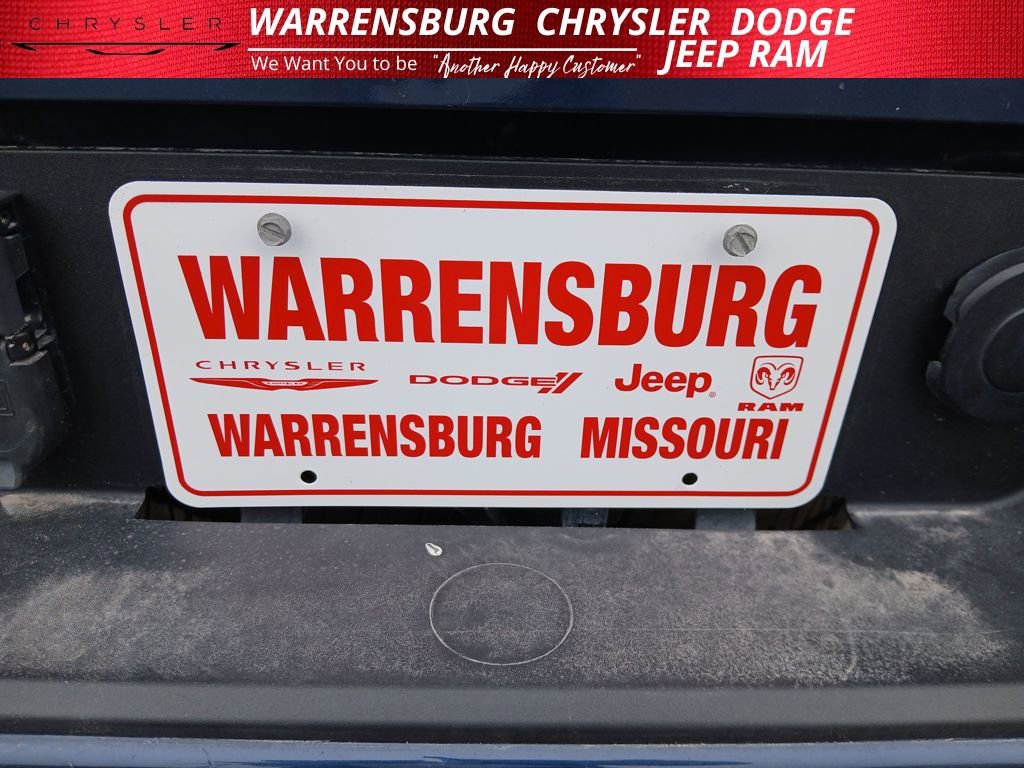 CHRYSLER
WARRENSBURG CHRYSLER DODGE
JEEP RAM
We Want You to be "Another Happy Customer"
WARRENSBURG
CHRYSLER DODGE Jeep RAM
WARRENSBURG MISSOURI